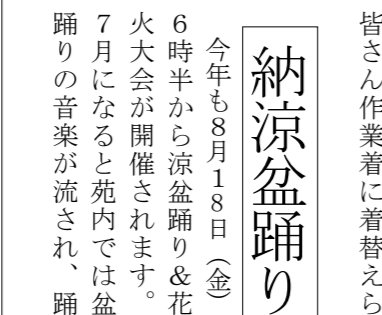 皆さん作業着に着替えら
納涼盆踊り
今年も8月18日（金）
6時半から涼盆踊り＆花
火大会が開催されます。
7月になると苑内では盆
踊りの音楽が流され、踊